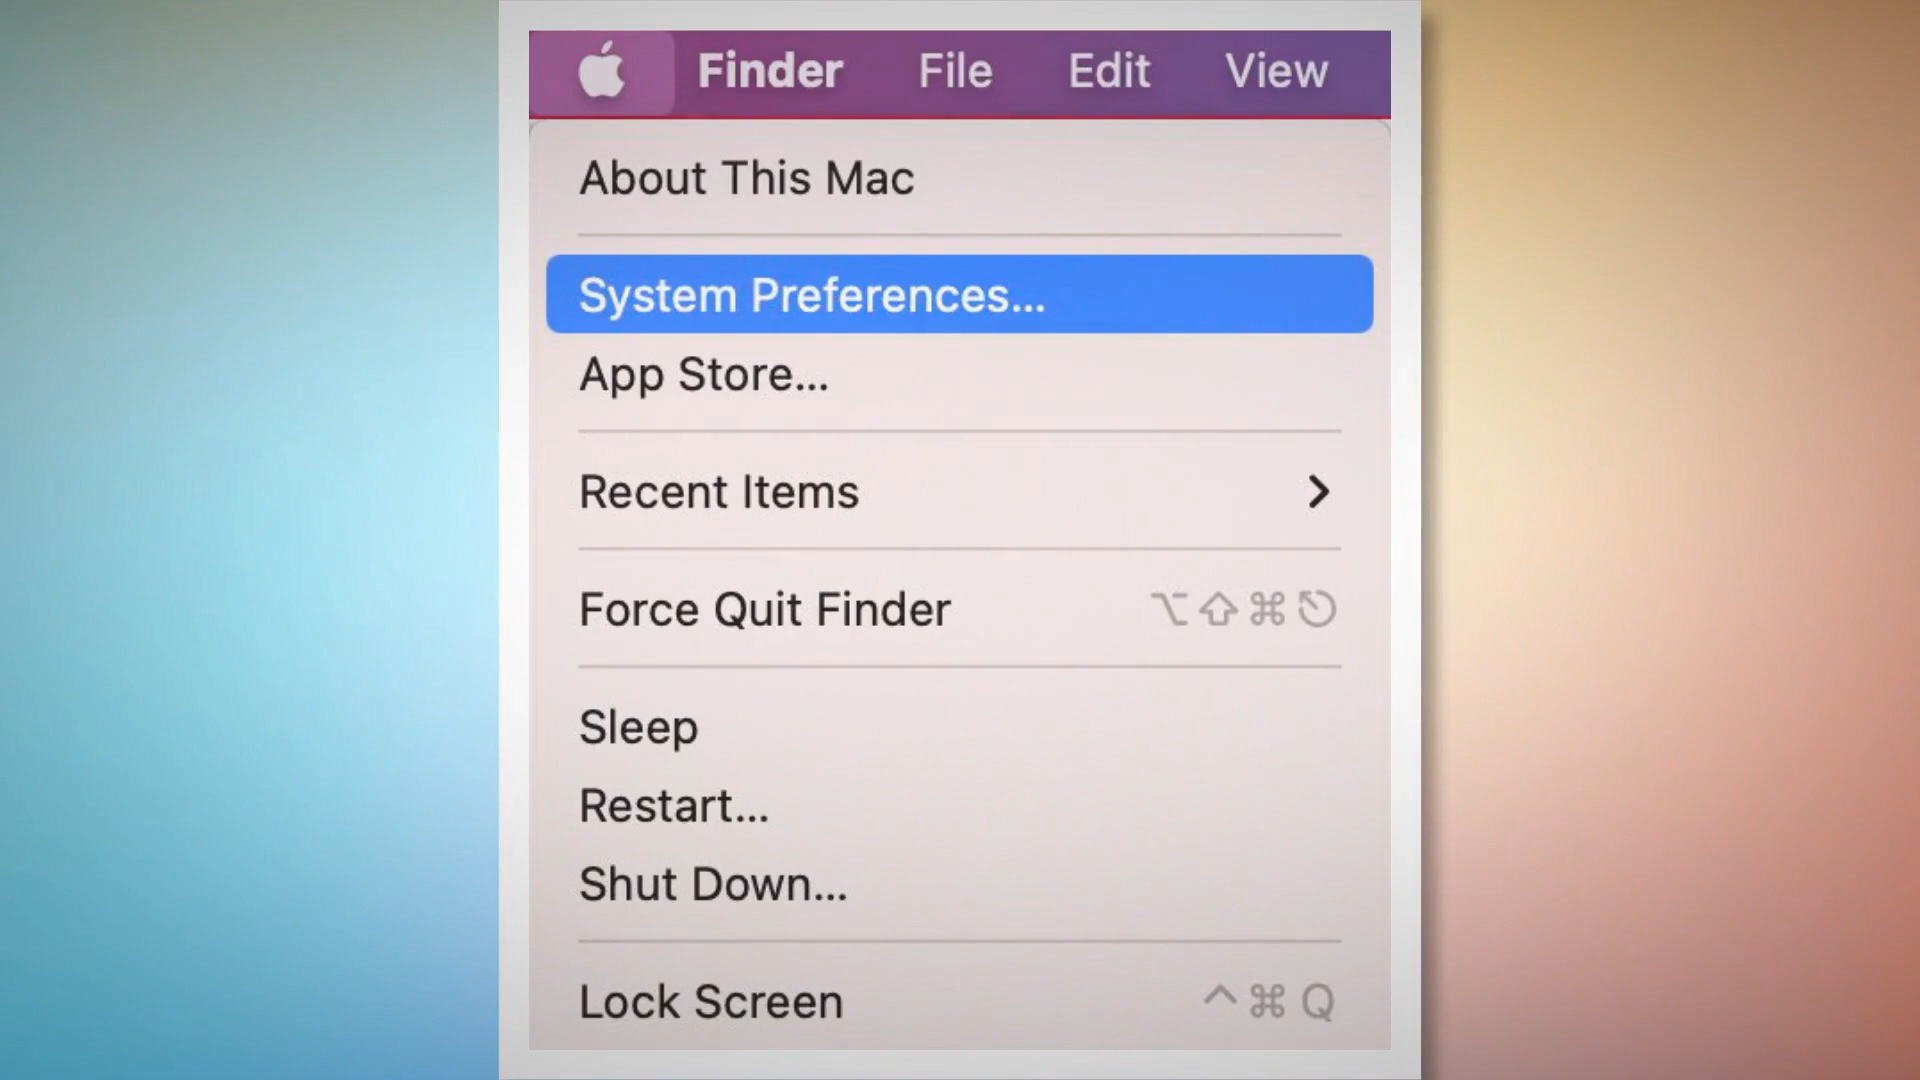 Finder File Edit View
About This Mac
System Preferences...
App Store...
Recent Items
Force Quit Finder ⌥⇧⌘⎋
Sleep
Restart...
Shut Down...
Lock Screen ^⌘Q